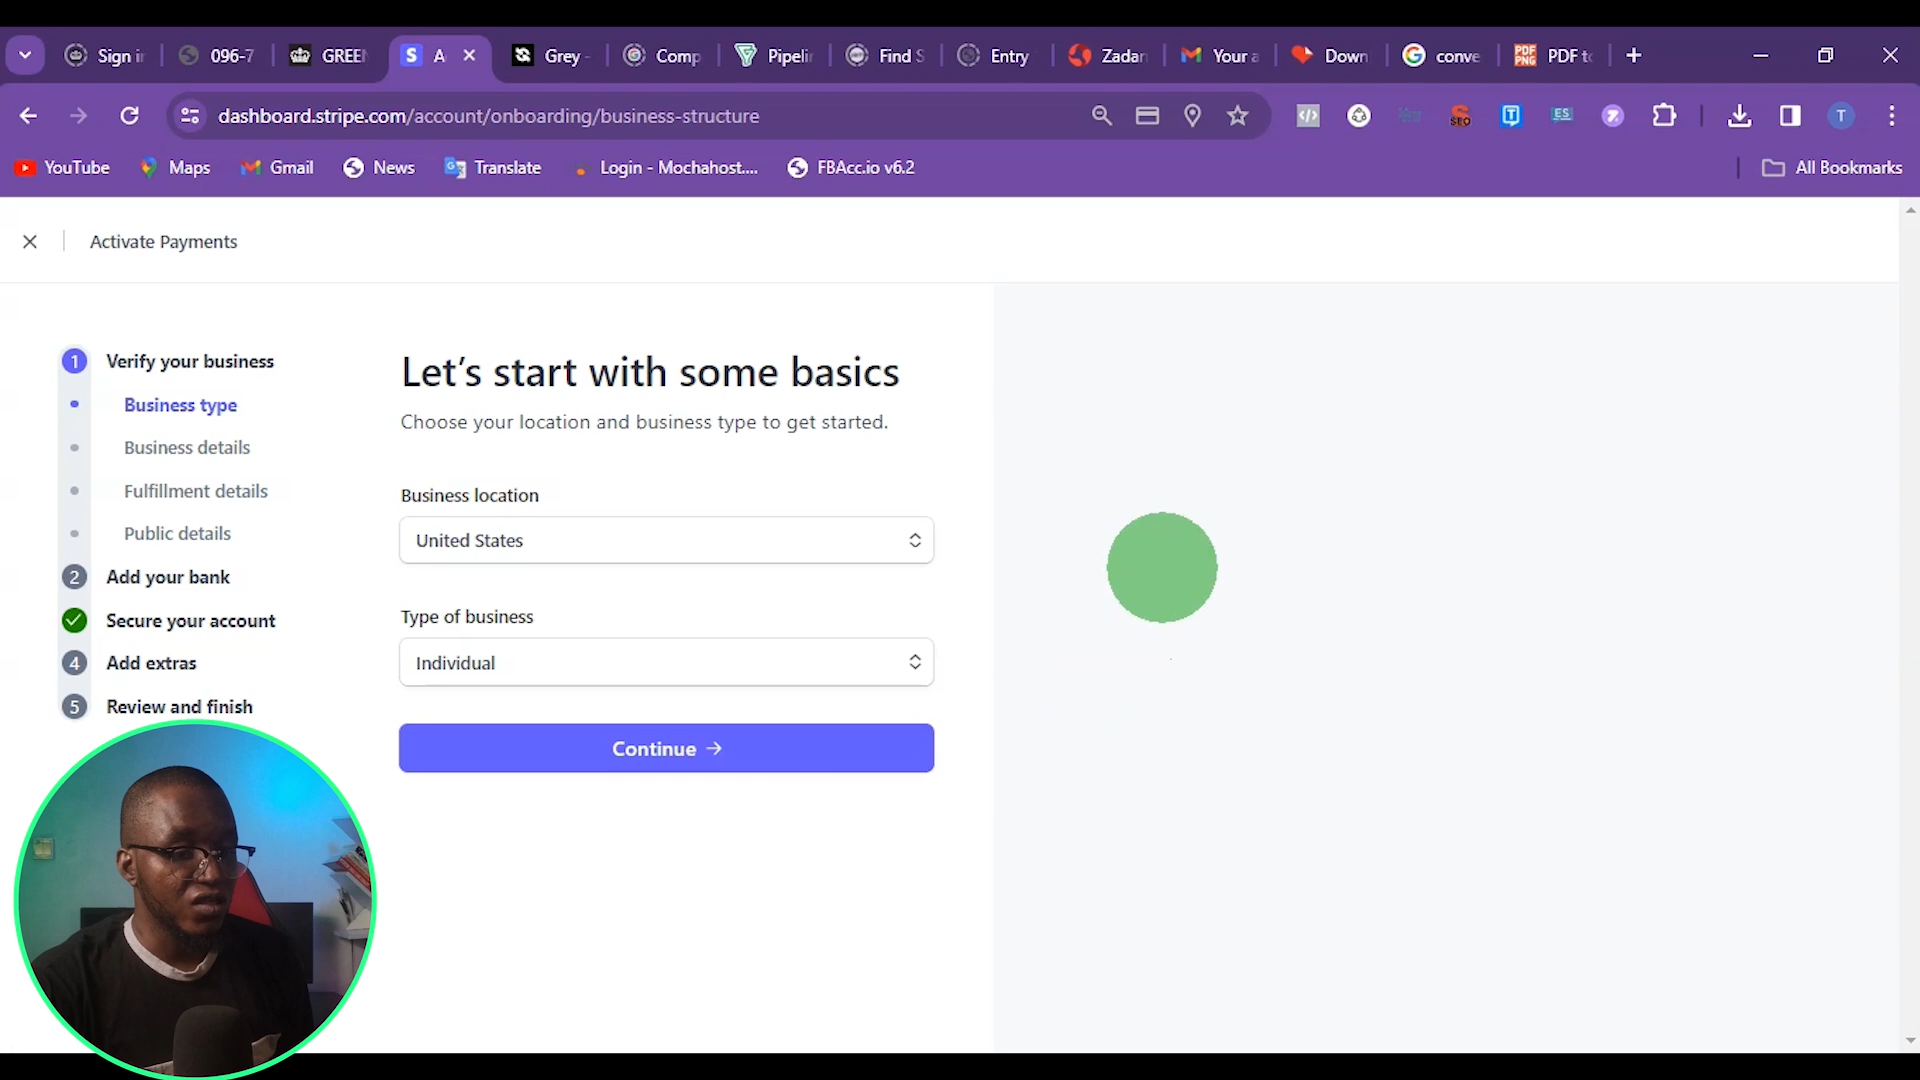 Sign in
096-7
GREEN
S
A
Grey -
Comp
Pipelin
Find S
Entry
Zadar
Your a
Down
conve
PDF to
dashboard.stripe.com/account/onboarding/business-structure
SEO
ES
T
YouTube
Maps
Gmail
News
Translate
Login - Mochahost....
FBAcc.io v6.2
All Bookmarks
Activate Payments
1 Verify your business
Business type
Business details
Fulfillment details
Public details
2 Add your bank
Secure your account
4 Add extras
5 Review and finish
Let’s start with some basics
Choose your location and business type to get started.
Business location
United States
Type of business
Individual
Continue →